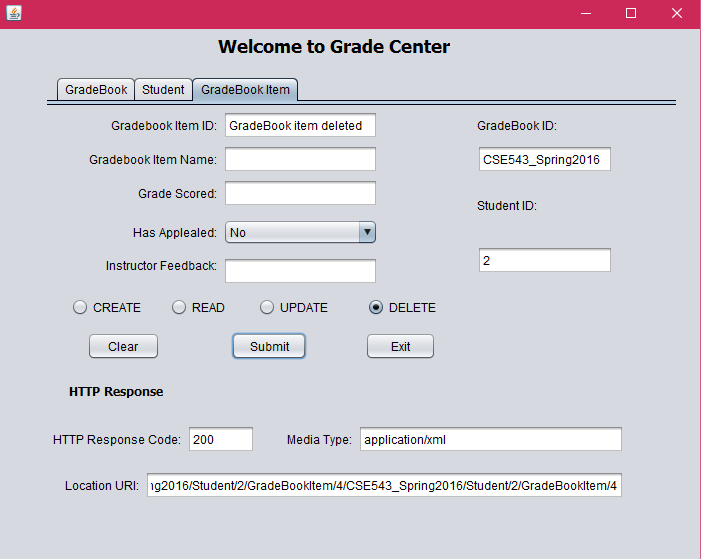 Welcome to Grade Center
GradeBook Student GradeBook Item
Gradebook Item ID: GradeBook item deleted GradeBook ID:
Gradebook Item Name: CSE543_Spring2016
Grade Scored: Student ID:
Has Applealed: No
Instructor Feedback: 2
CREATE READ UPDATE DELETE
Clear Submit Exit
HTTP Response
HTTP Response Code: 200 Media Type: application/xml
Location URI: ng2016/Student/2/GradeBookItem/4/CSE543_Spring2016/Student/2/GradeBookItem/4